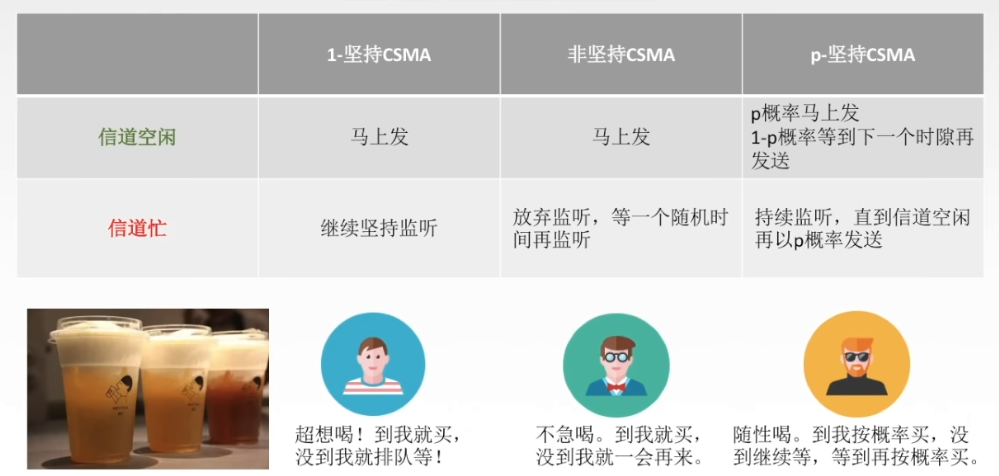 1-坚持CSMA
非坚持CSMA
p-坚持CSMA
信道空闲
马上发
马上发
p概率马上发
1-p概率等到下一个时隙再
发送
信道忙
继续坚持监听
放弃监听，等一个随机时
间再监听
持续监听，直到信道空闲
再以p概率发送
超想喝！到我就买，
没到我就排队等！
不急喝。到我就买，
没到我就一会再来。
随性喝。到我按概率买，没
到继续等，等到再按概率买。